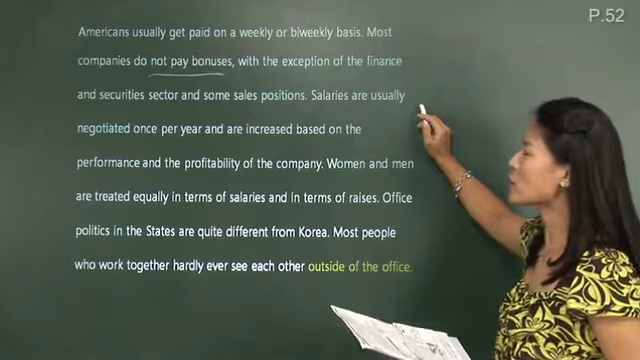 P.52
Americans usually get paid on a weekly or biweekly basis. Most
companies do not pay bonuses, with the exception of the finance
and securities sector and some sales positions. Salaries are usually
negotiated once per year and are increased based on the
performance and the profitability of the company. Women and men
are treated equally in terms of salaries and in terms of raises. Office
politics in the States are quite different from Korea. Most people
who work together hardly ever see each other outside of the office.